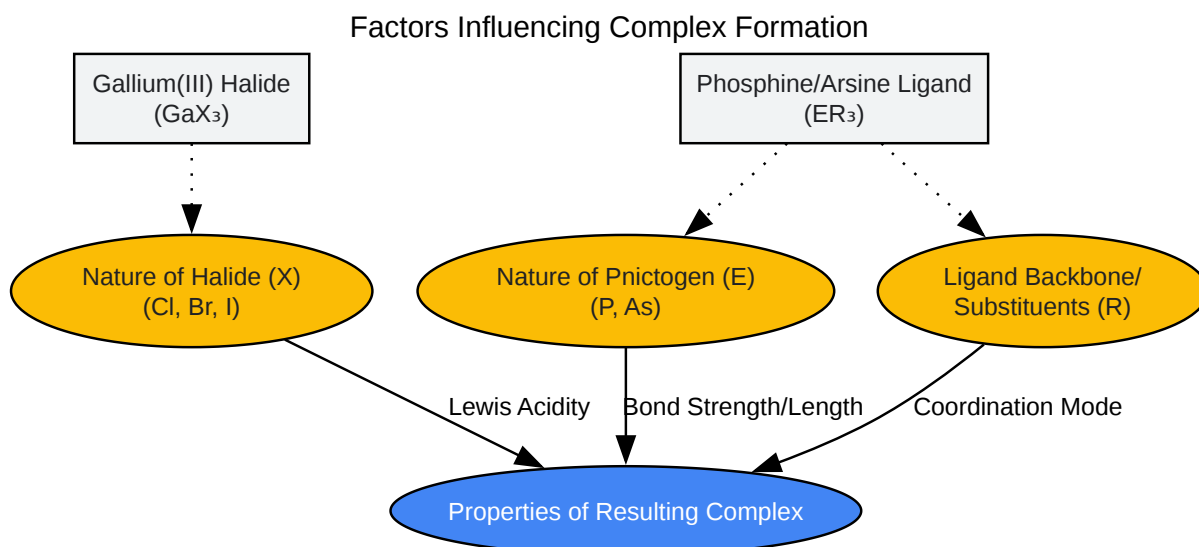 Factors Influencing Complex Formation
Gallium(III) Halide
(GaX₃)
Phosphine/Arsine Ligand
(ER₃)
Nature of Halide (X)
(Cl, Br, I)
Nature of Pnictogen (E)
(P, As)
Ligand Backbone/
Substituents (R)
Lewis Acidity
Bond Strength/Length
Coordination Mode
Properties of Resulting Complex